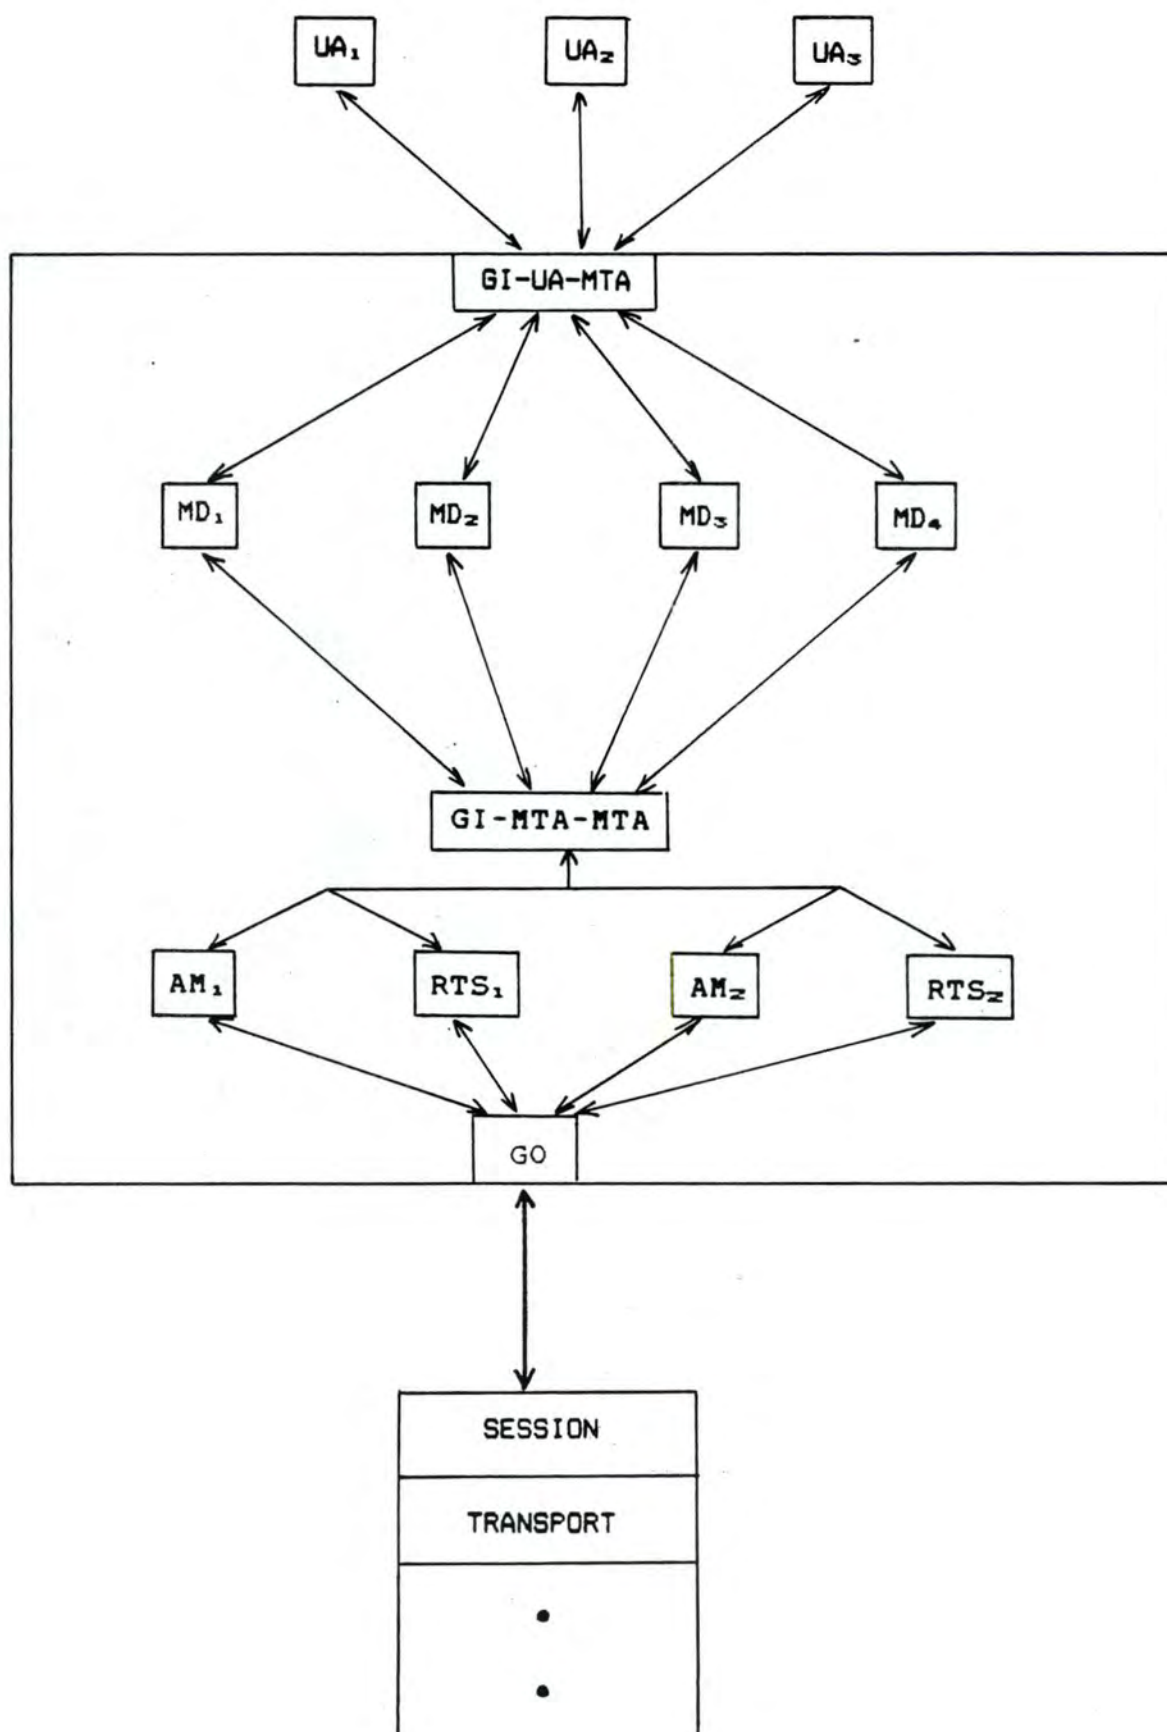 UA₁ UA₂ UA₃
GI-UA-MTA
MD₁ MD₂ MD₃ MD₄
GI-MTA-MTA
AM₁ RTS₁ AM₂ RTS₂
GO
SESSION
TRANSPORT